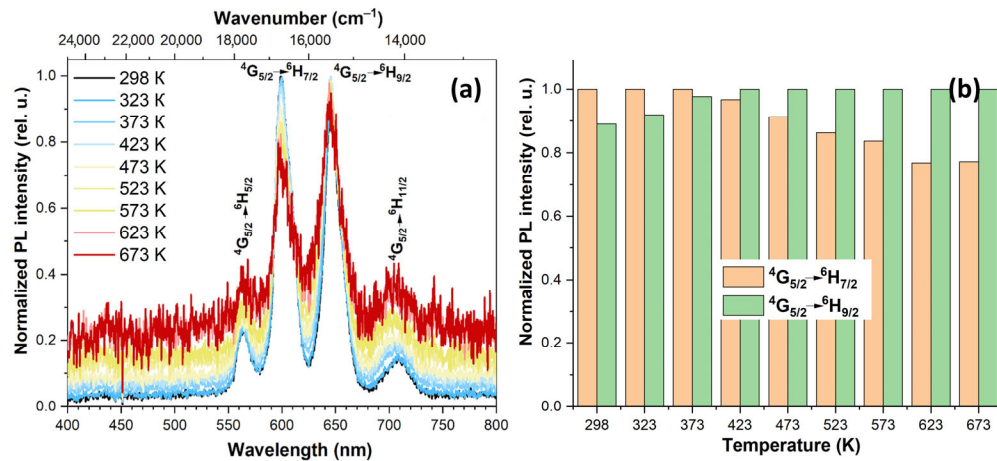 Wavenumber (cm⁻¹)
24,000 22,000 20,000 18,000 16,000 14,000
Normalized PL intensity (rel. u.)
1.0
0.8
0.6
0.4
0.2
0.0
298 K
323 K
373 K
423 K
473 K
523 K
573 K
623 K
673 K
⁴G₅/₂→⁶H₅/₂
⁴G₅/₂→⁶H₇/₂
⁴G₅/₂→⁶H₉/₂
⁴G₅/₂→⁶H₁₁/₂
(a)
400 450 500 550 600 650 700 750 800
Wavelength (nm)
Normalized PL intensity (rel. u.)
1.0
0.8
0.6
0.4
0.2
0.0
(b)
⁴G₅/₂→⁶H₇/₂
⁴G₅/₂→⁶H₉/₂
298 323 373 423 473 523 573 623 673
Temperature (K)